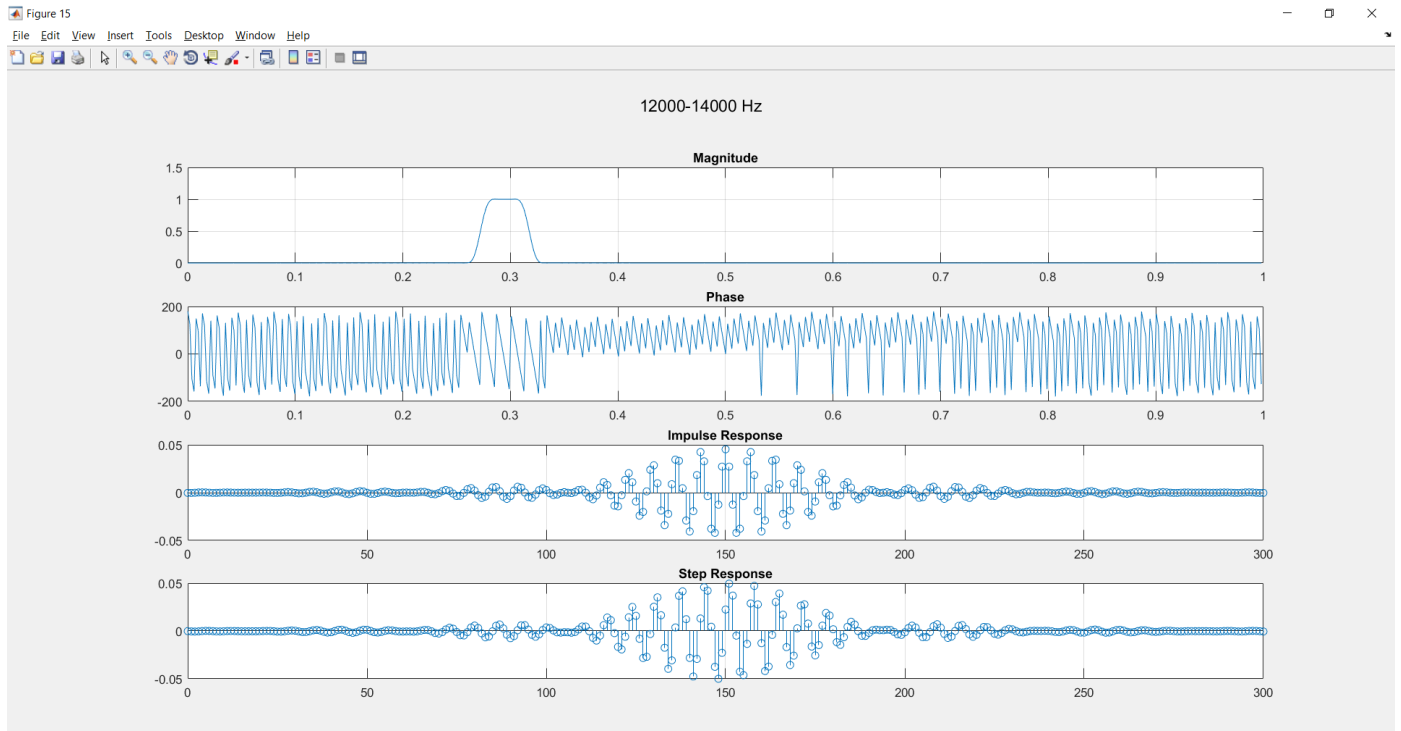 Figure 15
File Edit View Insert Tools Desktop Window Help
12000-14000 Hz
Magnitude
1.5
1
0.5
0
0 0.1 0.2 0.3 0.4 0.5 0.6 0.7 0.8 0.9 1
Phase
200
0
-200
0 0.1 0.2 0.3 0.4 0.5 0.6 0.7 0.8 0.9 1
Impulse Response
0.05
0
-0.05
0 50 100 150 200 250 300
Step Response
0.05
0
-0.05
0 50 100 150 200 250 300